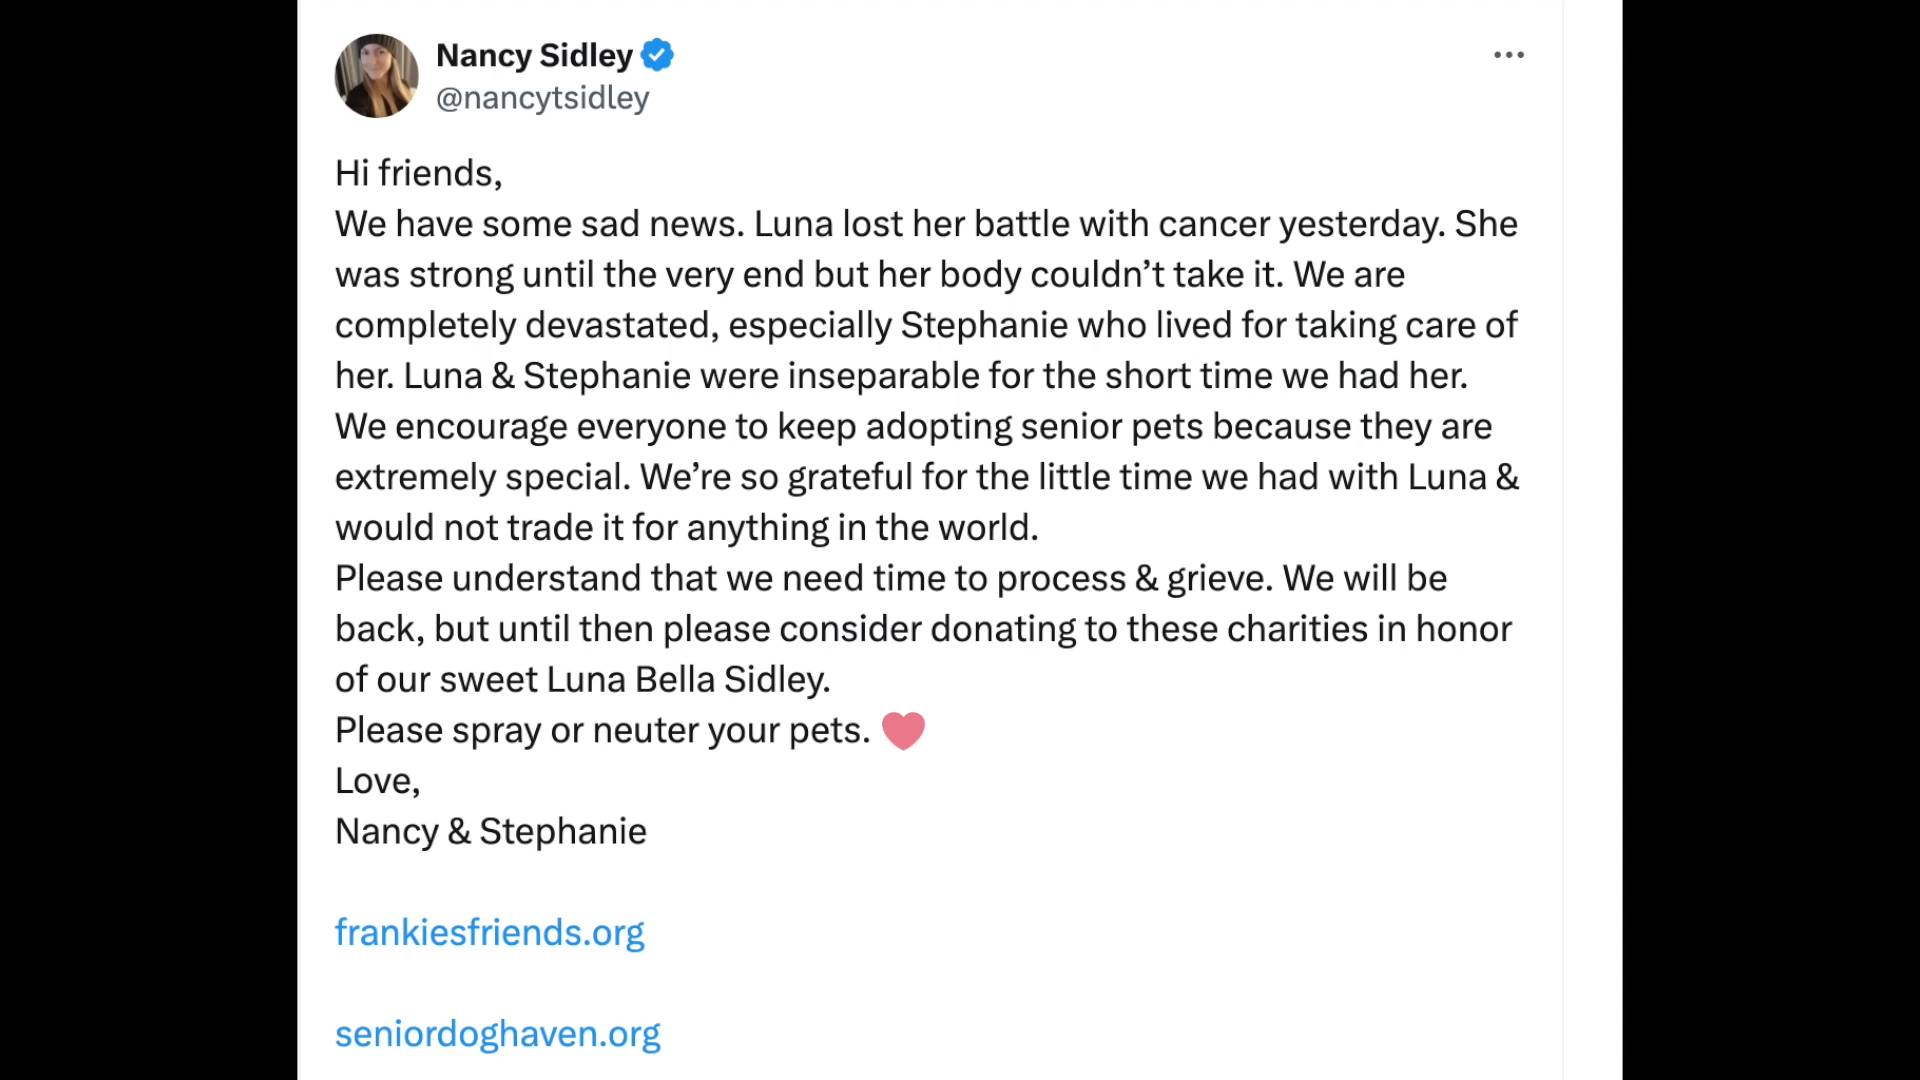 Nancy Sidley
@nancytsidley
Hi friends,
We have some sad news. Luna lost her battle with cancer yesterday. She
was strong until the very end but her body couldn’t take it. We are
completely devastated, especially Stephanie who lived for taking care of
her. Luna & Stephanie were inseparable for the short time we had her.
We encourage everyone to keep adopting senior pets because they are
extremely special. We’re so grateful for the little time we had with Luna &
would not trade it for anything in the world.
Please understand that we need time to process & grieve. We will be
back, but until then please consider donating to these charities in honor
of our sweet Luna Bella Sidley.
Please spray or neuter your pets.
Love,
Nancy & Stephanie
frankiesfriends.org
seniordoghaven.org